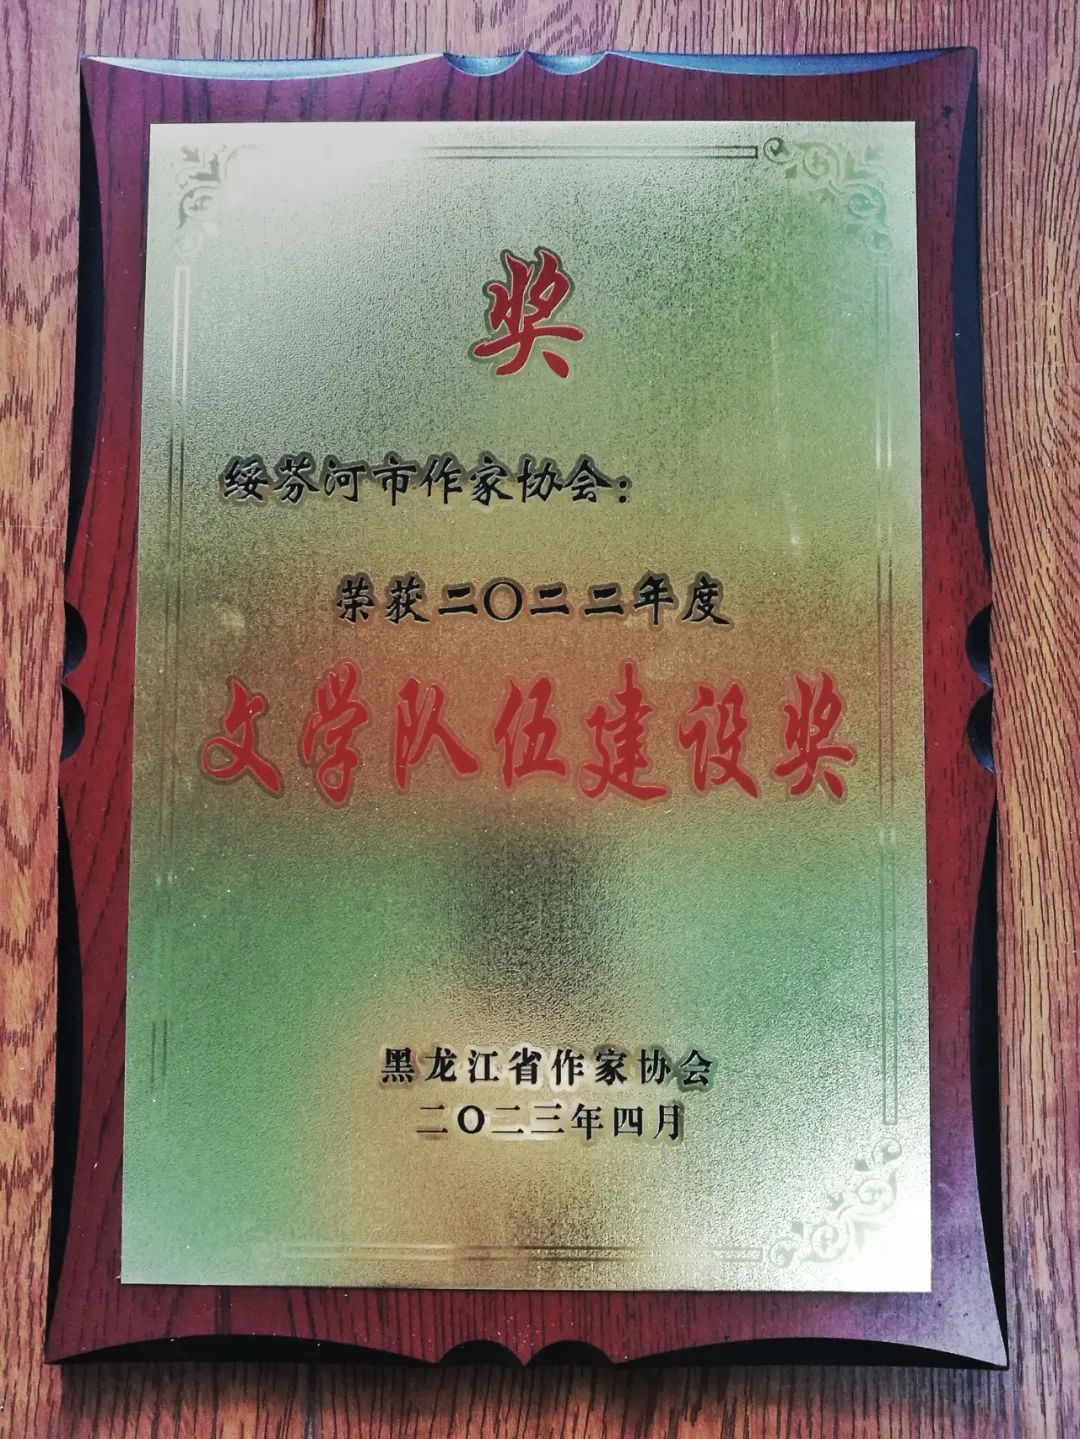 奖
绥芬河市作家协会：
荣获二〇二二年度
文学队伍建设奖
黑龙江省作家协会
二〇二三年四月